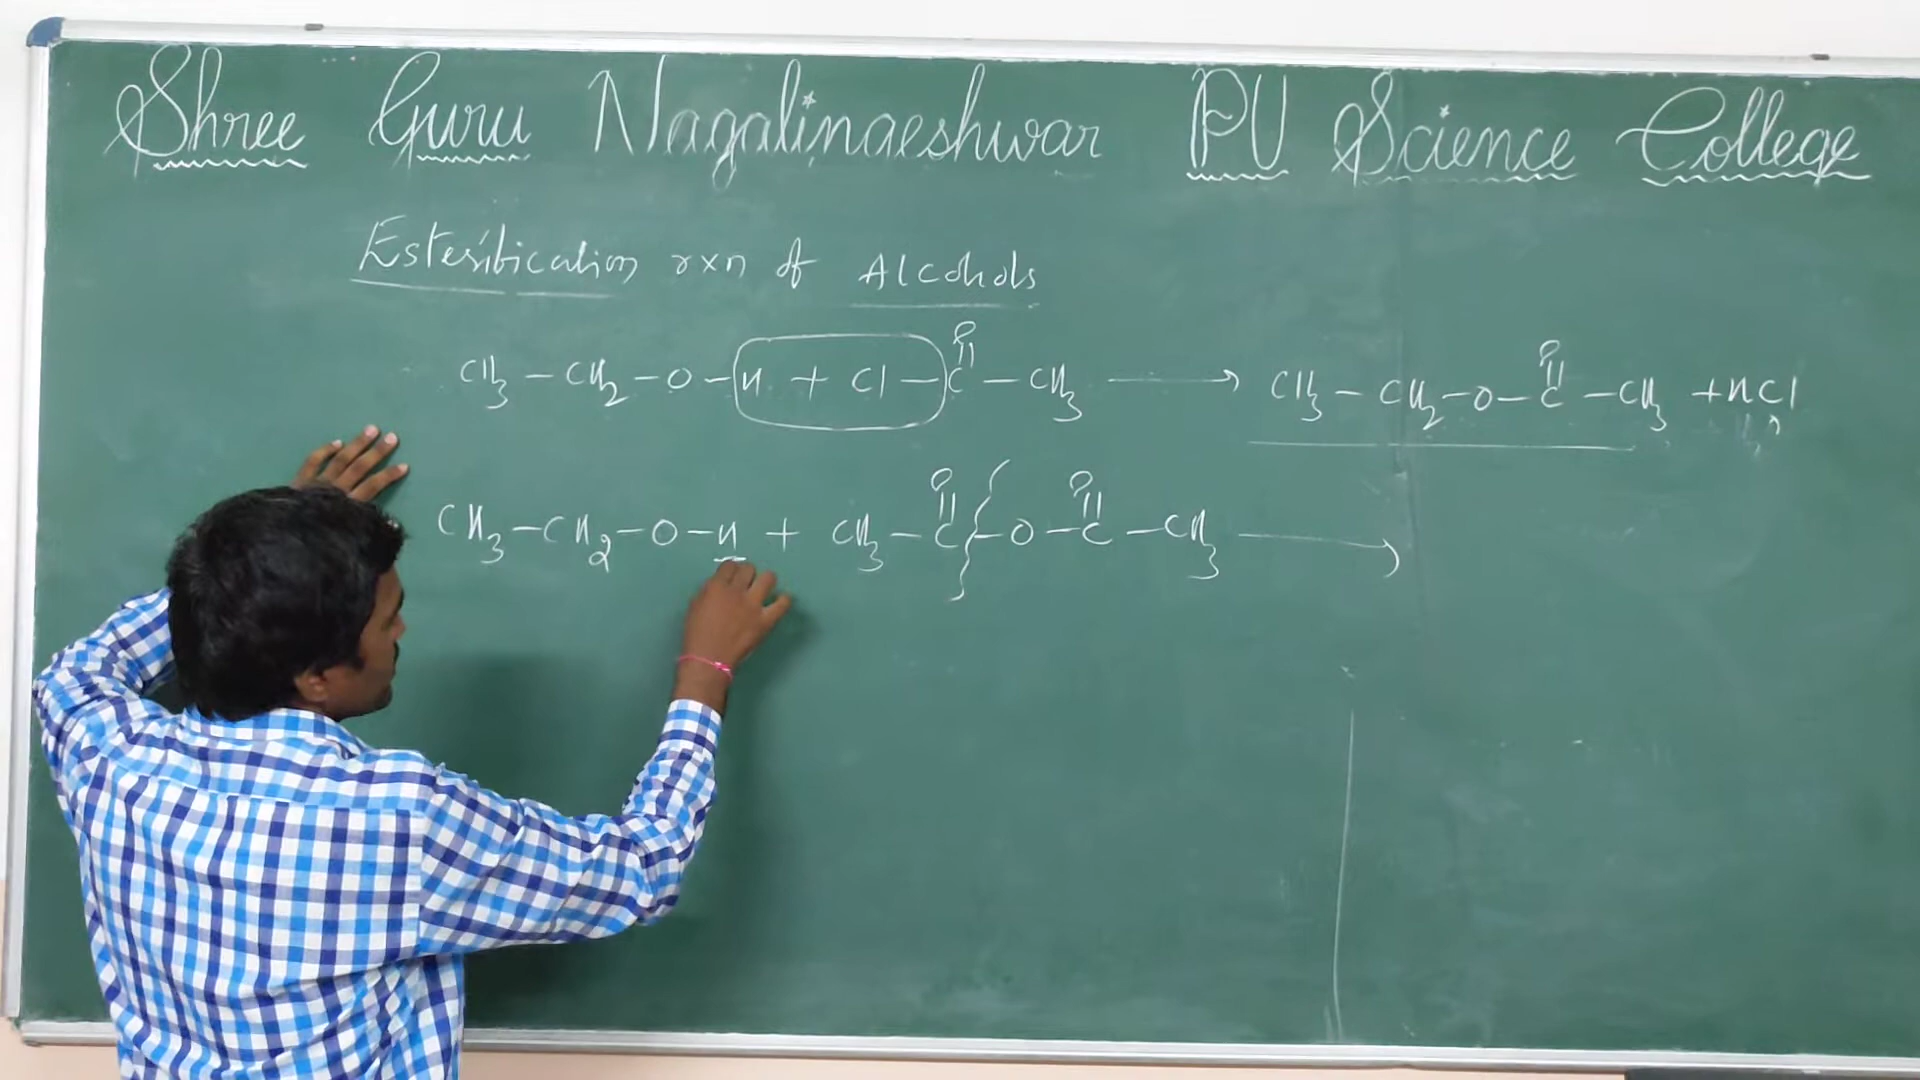 Shree Guru Nagalingeshwar PU Science College
Esterification rxn of Alcohols
O O
CH3 – CH2 – O – H + Cl – C – CH3 ⟶ CH3 – CH2 – O – C – CH3 + HCl
O O
CH3 – CH2 – O – H + CH3 – C – O – C – CH3 ⟶